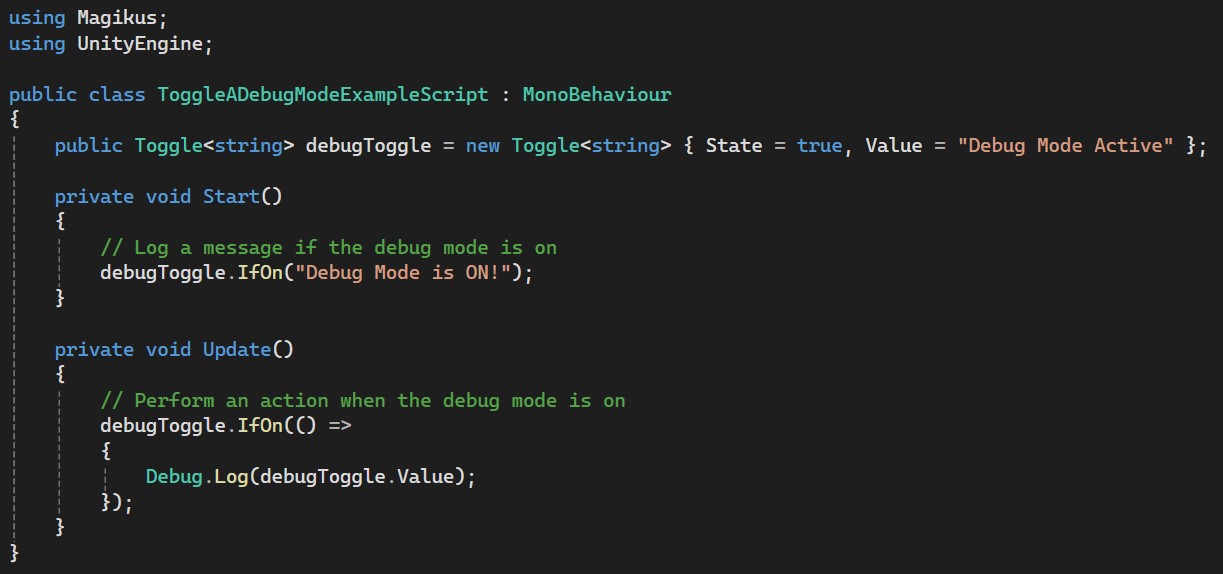 using Magikus;
using UnityEngine;

public class ToggleADebugModeExampleScript : MonoBehaviour
{
    public Toggle<string> debugToggle = new Toggle<string> { State = true, Value = "Debug Mode Active" };

    private void Start()
    {
        // Log a message if the debug mode is on
        debugToggle.IfOn("Debug Mode is ON!");
    }

    private void Update()
    {
        // Perform an action when the debug mode is on
        debugToggle.IfOn(() =>
        {
            Debug.Log(debugToggle.Value);
        });
    }
}